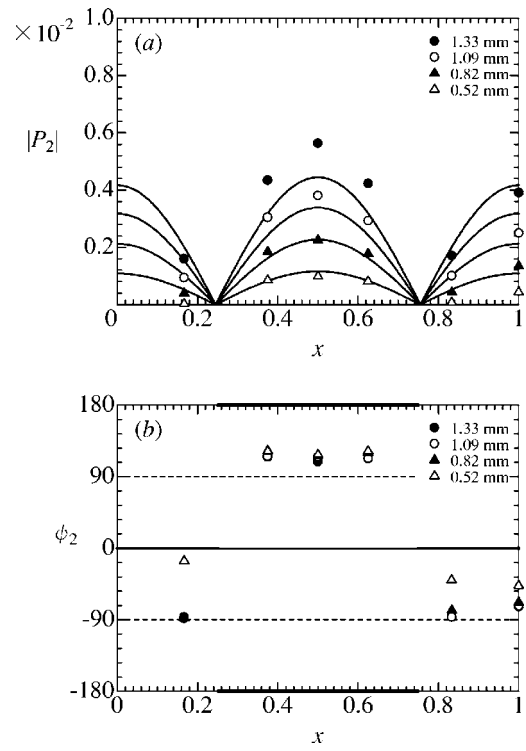 × 10⁻²
1.0
(a)
● 1.33 mm
○ 1.09 mm
▲ 0.82 mm
△ 0.52 mm
0.8
|P₂|
0.6
0.4
0.2
0 0.2 0.4 0.6 0.8 1
x
180
(b)
● 1.33 mm
○ 1.09 mm
▲ 0.82 mm
△ 0.52 mm
90
ϕ₂
0
-90
-180
0 0.2 0.4 0.6 0.8 1
x